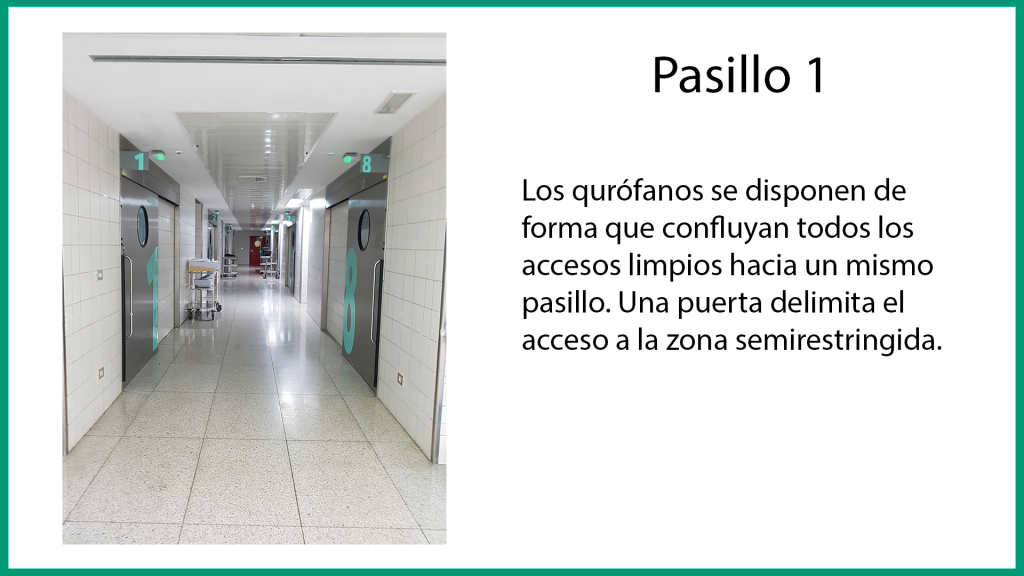 Pasillo 1
1
8
1
8
Los qurófanos se disponen de
forma que confluyan todos los
accesos limpios hacia un mismo
pasillo. Una puerta delimita el
acceso a la zona semirestringida.